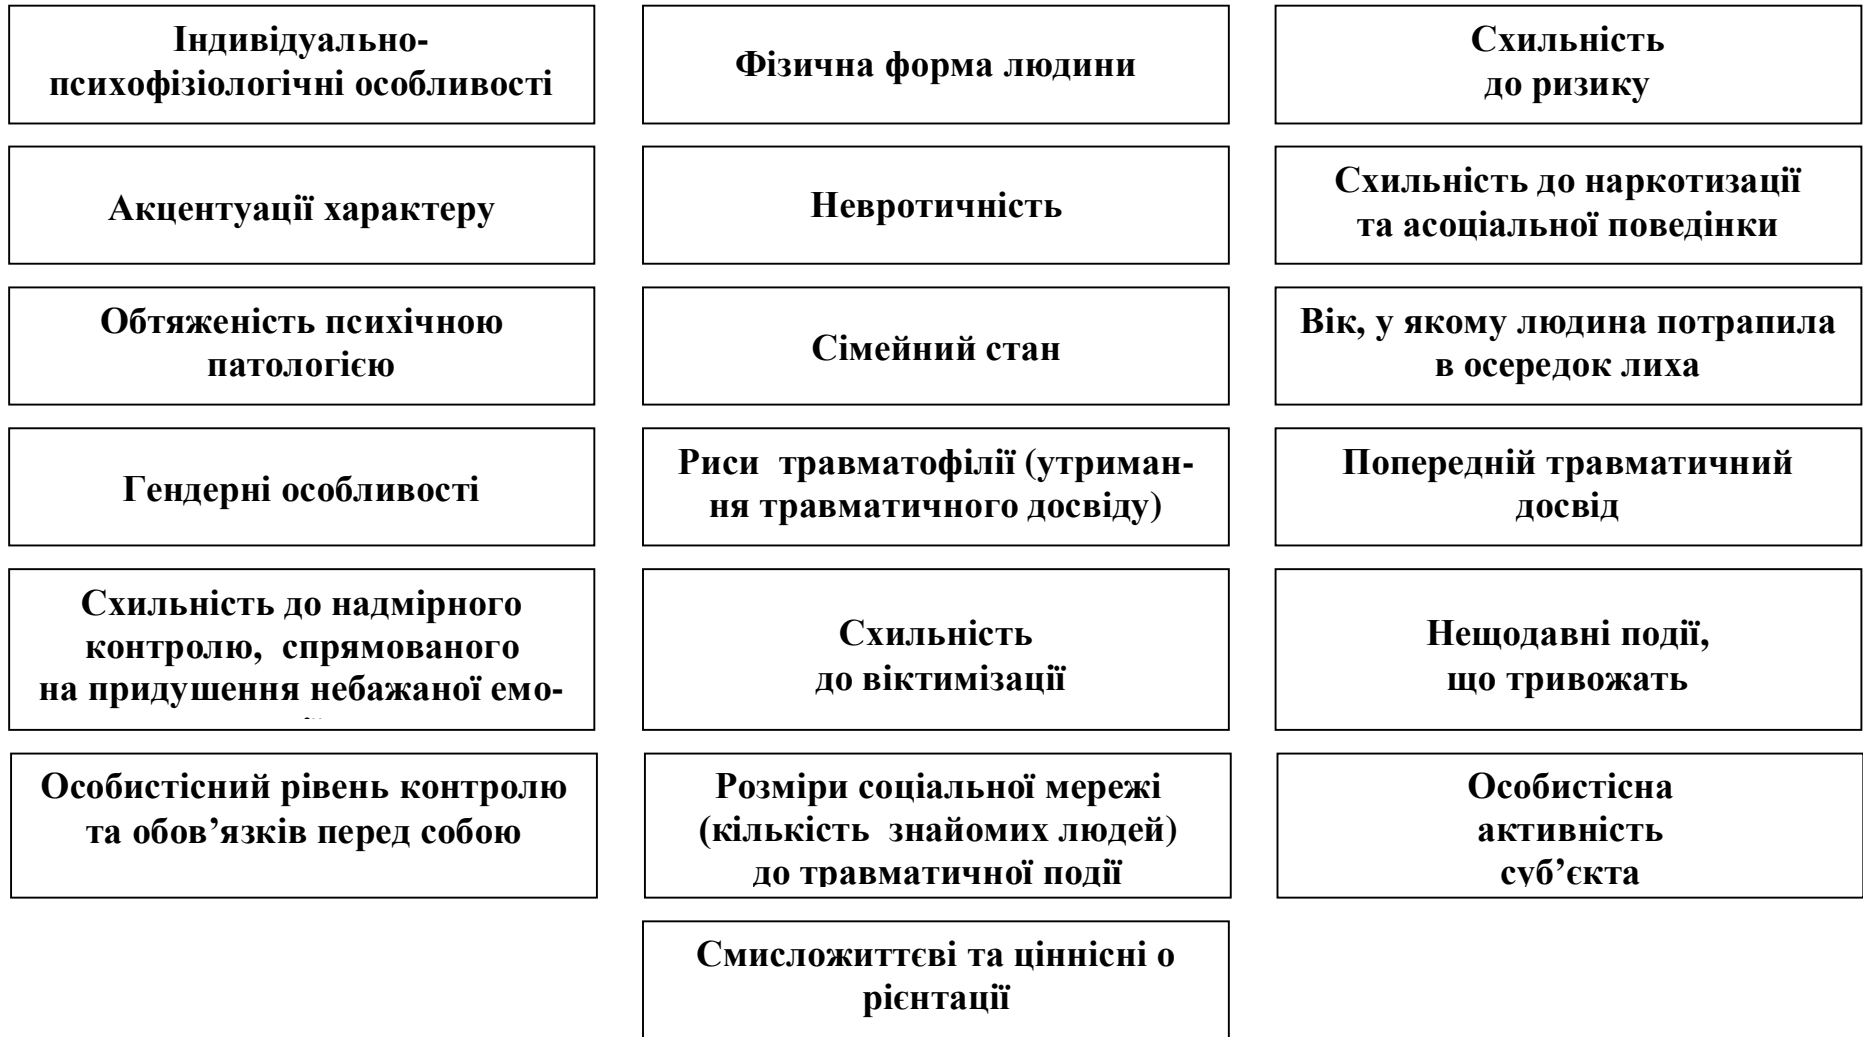 Індивідуально-
психофізіологічні особливості
Фізична форма людини
Схильність
до ризику
Акцентуації характеру
Невротичність
Схильність до наркотизації
та асоціальної поведінки
Обтяженість психічною
патологією
Сімейний стан
Вік, у якому людина потрапила
в осередок лиха
Гендерні особливості
Риси травматофілії (утриман-
ня травматичного досвіду)
Попередній травматичний
досвід
Схильність до надмірного
контролю, спрямованого
на придушення небажаної емо-
Схильність
до віктимізації
Нещодавні події,
що тривожать
Особистісний рівень контролю
та обов’язків перед собою
Розміри соціальної мережі
(кількість знайомих людей)
до травматичної події
Особистісна
активність
суб’єкта
Смисложиттєві та ціннісні о
рієнтації